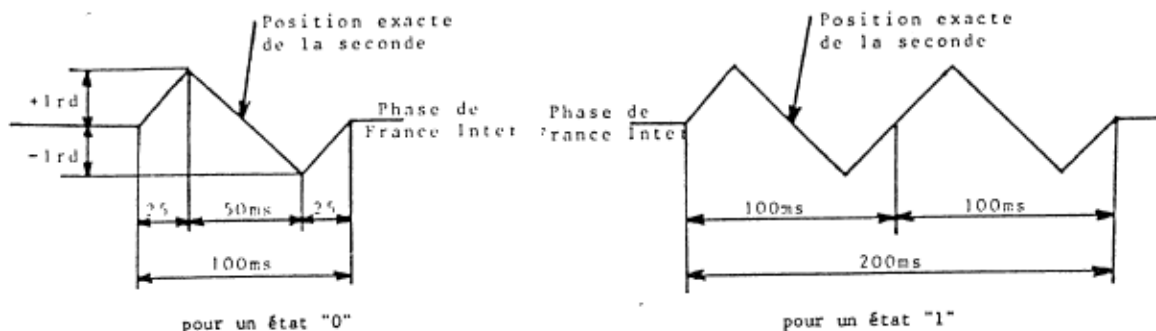 Position exacte
de la seconde
+1rd
-1rd
Phase de
France Inter
25
50ms
25
100ms
pour un état "0"
Position exacte
de la seconde
Phase de
France Inter
100ms
100ms
200ms
pour un état "1"